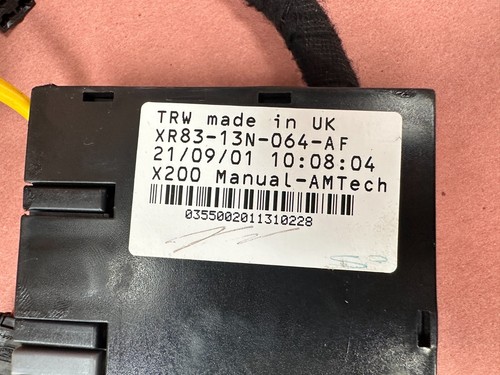 TRW made in UK
XR83-13N-064-AF
21/09/01 10:08:04
X200 Manual-AMTech
0355002011310228